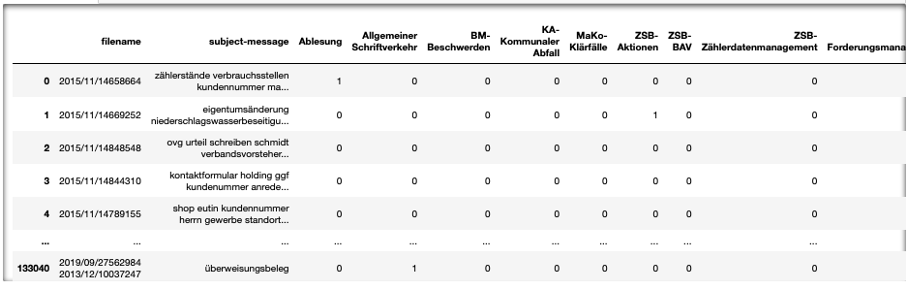 filename subject-message Ablesung Allgemeiner Schriftverkehr BM-Beschwerden KA-Kommunaler Abfall MaKo-Klärfälle ZSB-Aktionen ZSB-BAV ZSB-Zählerdatenmanagement Forderungsmana
0 2015/11/14658664 zählerstände verbrauchsstellen kundennummer ma... 1 0 0 0 0 0 0 0
1 2015/11/14669252 eigentumsänderung niederschlagswasserbeseitigu... 0 0 0 0 0 1 0 0
2 2015/11/14848548 ovg urteil schreiben schmidt verbandsvorsteher... 0 0 0 0 0 0 0 0
3 2015/11/14844310 kontaktformular holding ggf kundenummer anrede... 0 0 0 0 0 0 0 0
4 2015/11/14789155 shop eutin kundennummer herrn gewerbe standort... 0 0 0 0 0 0 0 0
... ... ... ... ... ... ... ... ... ... ...
133040 2019/09/27562984 2013/12/10037247 überweisungsbeleg 0 1 0 0 0 0 0 0